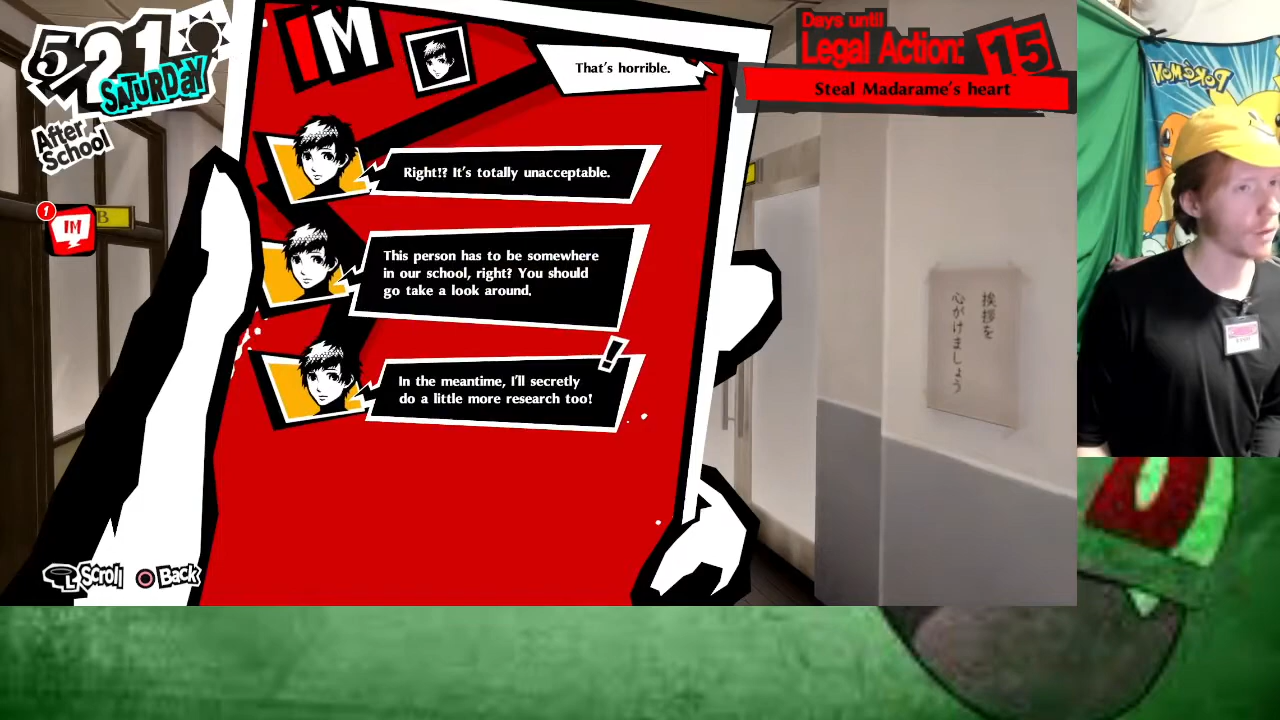 5/21
SATURDAY
After School
1
IM
B
IM
That's horrible.
Right!? It's totally unacceptable.
This person has to be somewhere
in our school, right? You should
go take a look around.
In the meantime, I'll secretly
do a little more research too!
L Scroll
Back
Days until
Legal Action: 15
Steal Madarame's heart
挨拶を
心がけましょう
POKÉMON